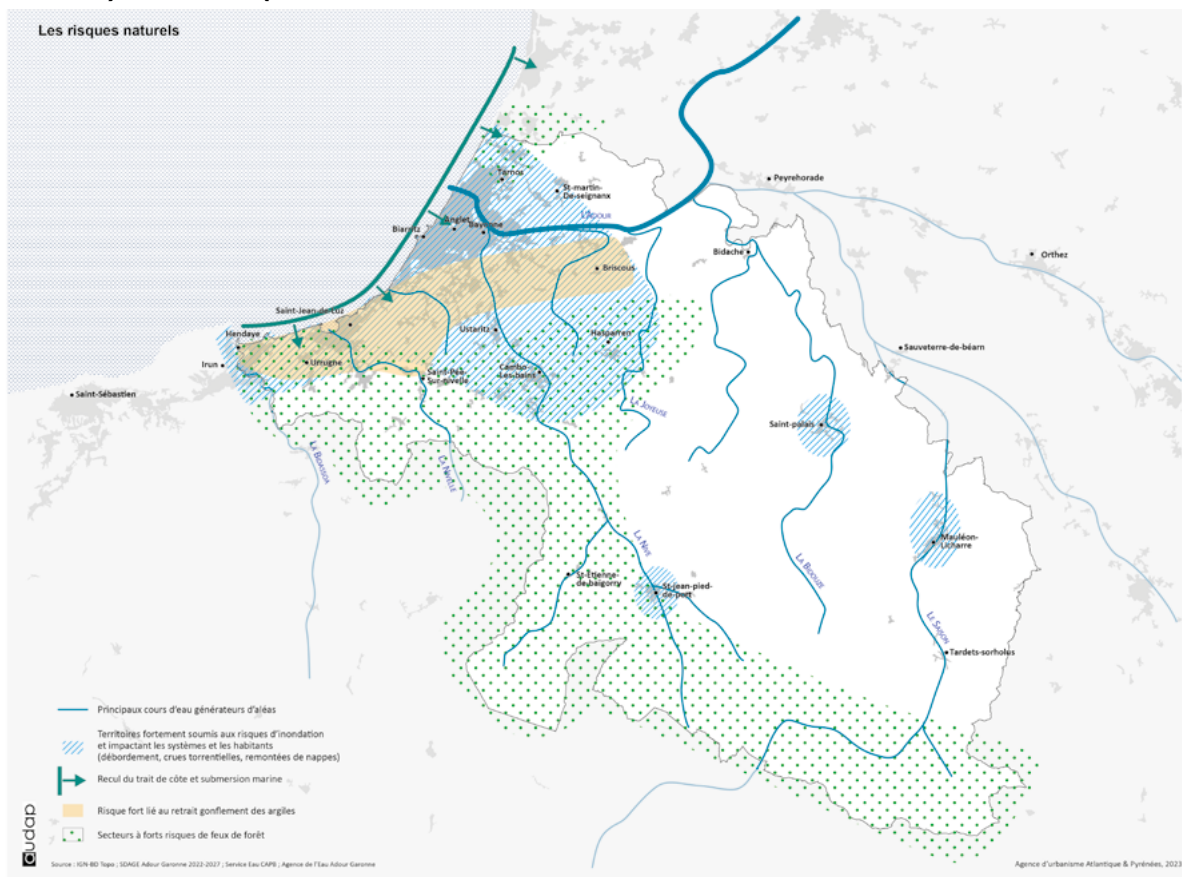 Les risques naturels
Tarnos
St-martin-
De-seignanx
Peyrehorade
L'Adour
Anglet
Biarritz
Bayonne
Bidache
Orthez
Briscous
Saint-Jean-de-Luz
Hendaye
Ustaritz
Hasparren
Sauveterre-de-béarn
Irun
Urrugne
Saint-Pée-
Sur-nivelle
Cambo-
Les-bains
Saint-Sébastien
La Joyeuse
Saint-palais
La Bidassoa
La Nivelle
Mauléon-
Licharre
La Nive
La Bidouze
St-Etienne-
de-baigorry
St-jean-pied-
de-port
Le Saison
Tardets-sorholus
Principaux cours d'eau générateurs d'aléas
Territoires fortement soumis aux risques d'inondation
et impactant les systèmes et les habitants
(débordement, crues torrentielles, remontées de nappes)
Recul du trait de côte et submersion marine
Risque fort lié au retrait gonflement des argiles
Secteurs à forts risques de feux de forêt
audap
Source : IGN-BD Topo ; SDAGE Adour Garonne 2022-2027 ; Service Eau CAPB ; Agence de l'Eau Adour Garonne
Agence d'urbanisme Atlantique & Pyrénées, 2023